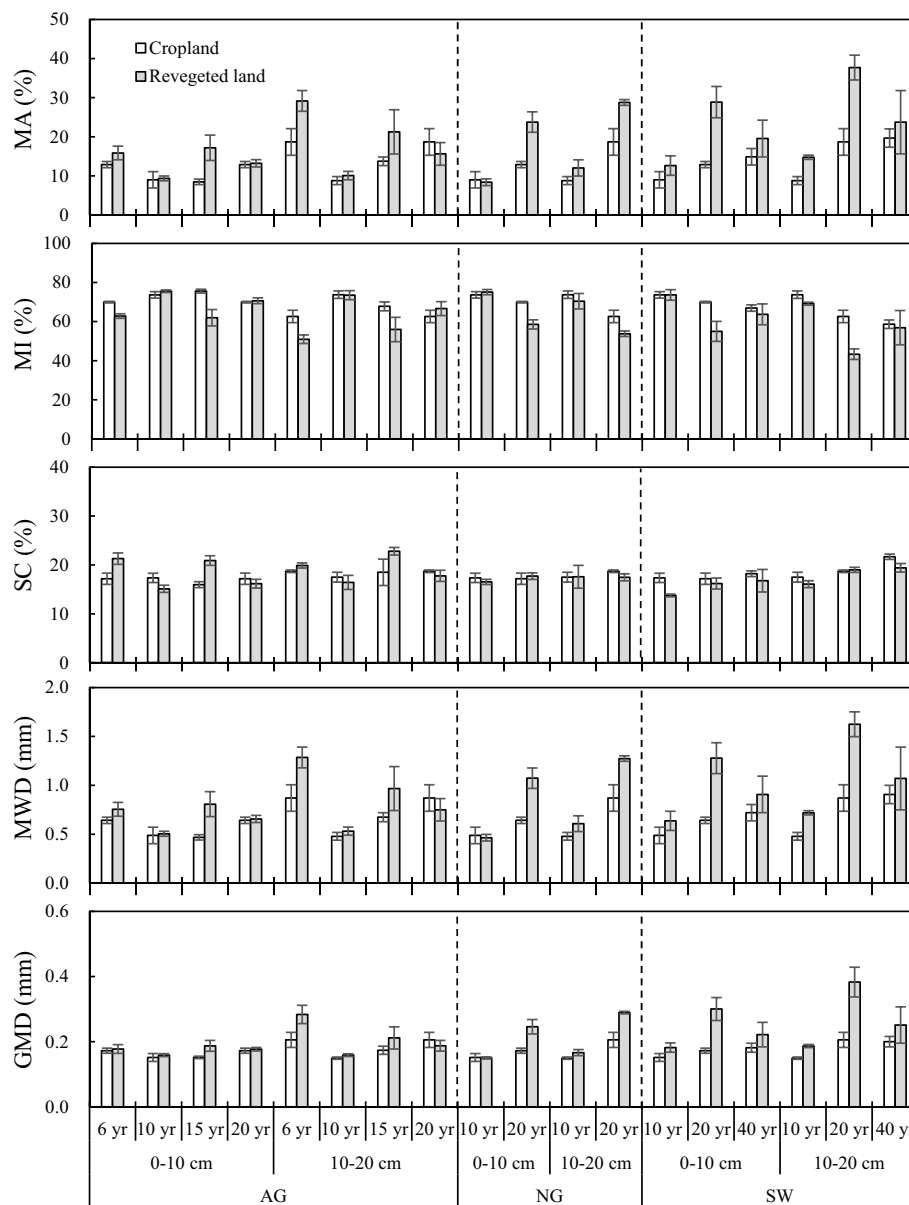 50
40
30
20
10
0
MA (%)
Cropland
Revegeted land
100
80
60
40
20
0
MI (%)
40
30
20
10
0
SC (%)
2.0
1.5
1.0
0.5
0.0
MWD (mm)
0.6
0.4
0.2
0.0
GMD (mm)
6 yr 10 yr 15 yr 20 yr 6 yr 10 yr 15 yr 20 yr 10 yr 20 yr 10 yr 20 yr 10 yr 20 yr 40 yr 10 yr 20 yr 40 yr
0-10 cm 10-20 cm 0-10 cm 10-20 cm 0-10 cm 10-20 cm
AG NG SW